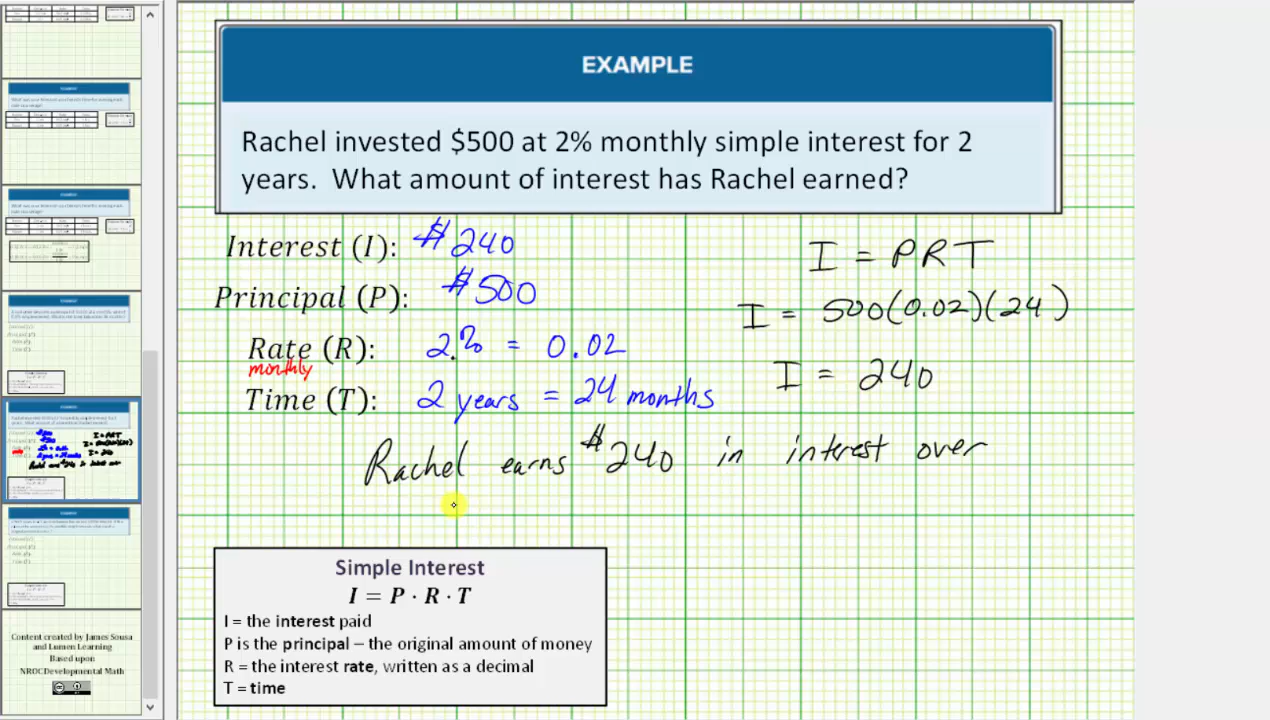 EXAMPLE
Rachel invested $500 at 2% monthly simple interest for 2
years. What amount of interest has Rachel earned?
Interest (I): $240
Principal (P): $500
Rate (R): 2.% = 0.02
monthly
Time (T): 2 years = 24 months
I = PRT
I = 500(0.02)(24)
I = 240
Rachel earns $240 in interest over
Simple Interest
I = P · R · T
I = the interest paid
P is the principal – the original amount of money
R = the interest rate, written as a decimal
T = time
Content created by James Sousa
and Lumen Learning
Based upon
NROCDevelopmental Math